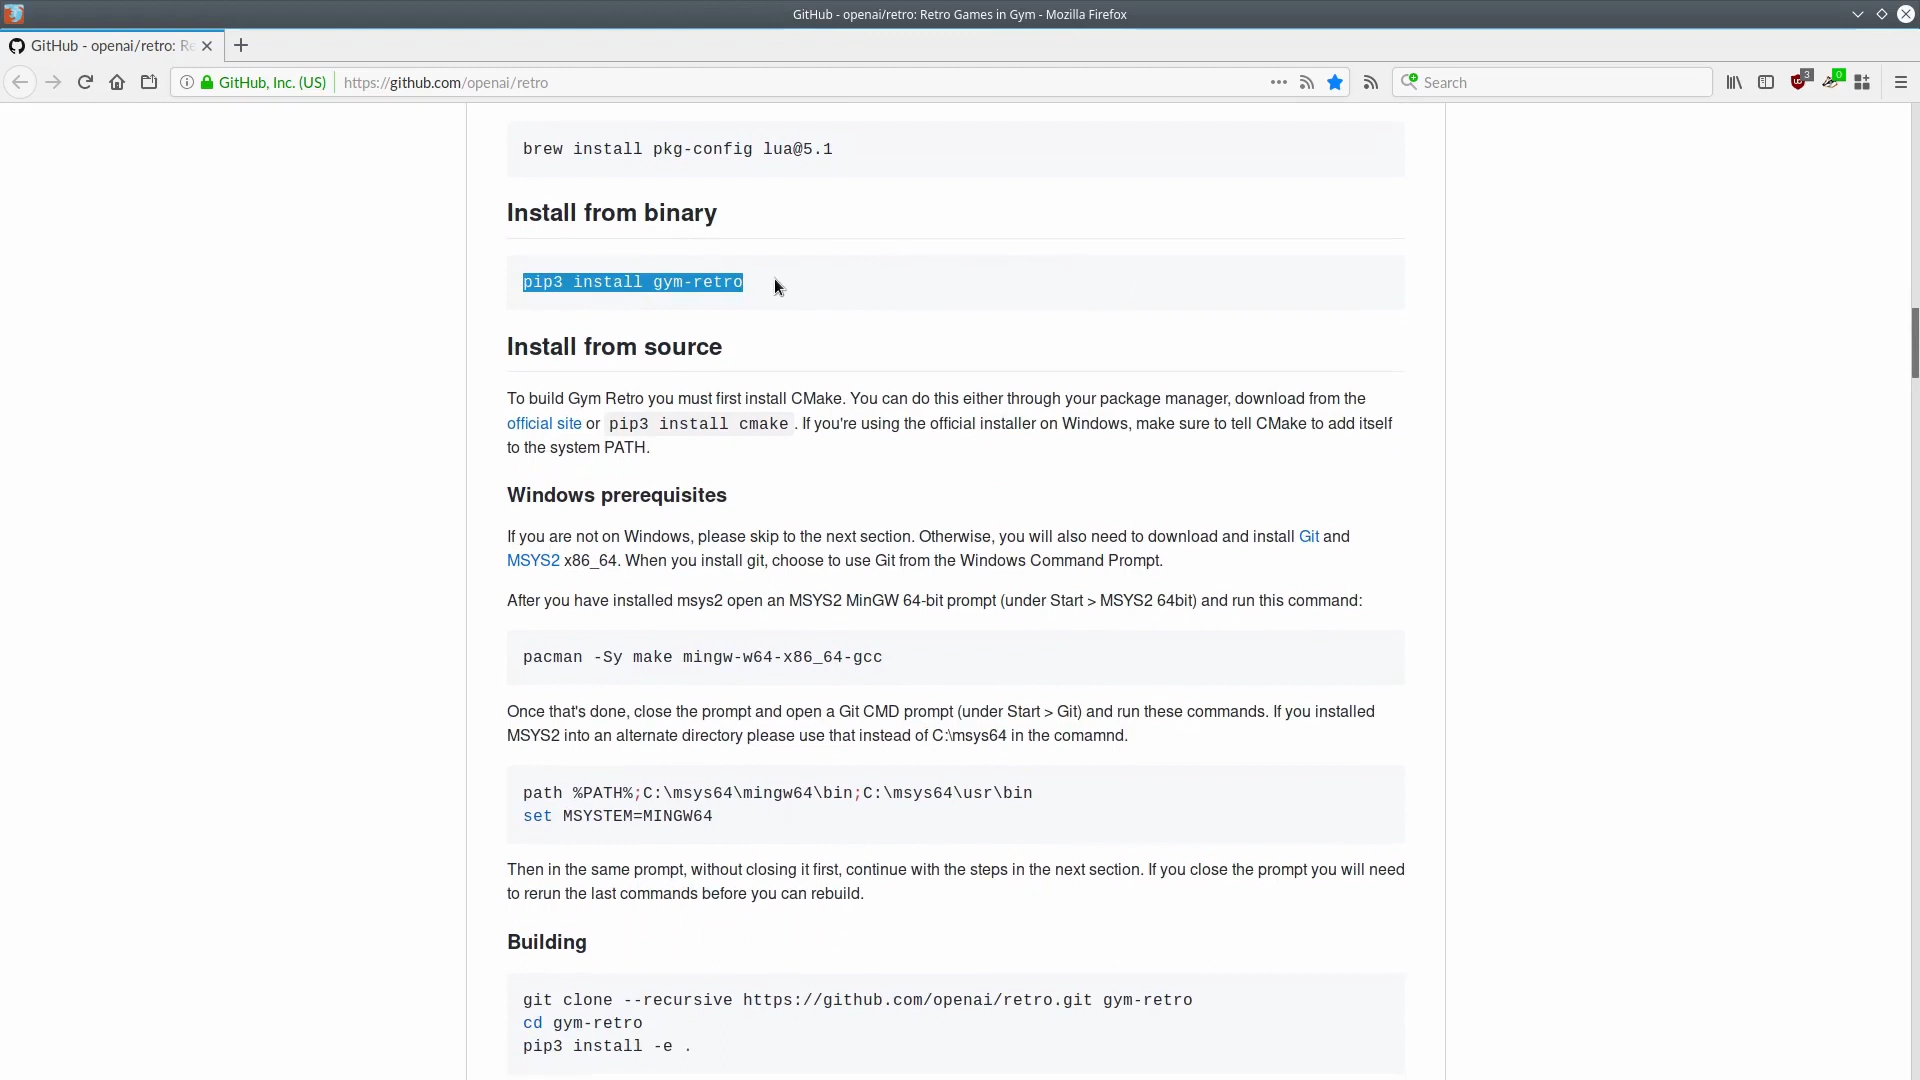 GitHub - openai/retro: Retro Games in Gym - Mozilla Firefox
GitHub - openai/retro: Re
GitHub, Inc. (US) https://github.com/openai/retro Search 3 0
brew install pkg-config lua@5.1
Install from binary
pip3 install gym-retro
Install from source
To build Gym Retro you must first install CMake. You can do this either through your package manager, download from the
official site or pip3 install cmake. If you're using the official installer on Windows, make sure to tell CMake to add itself
to the system PATH.
Windows prerequisites
If you are not on Windows, please skip to the next section. Otherwise, you will also need to download and install Git and
MSYS2 x86_64. When you install git, choose to use Git from the Windows Command Prompt.
After you have installed msys2 open an MSYS2 MinGW 64-bit prompt (under Start > MSYS2 64bit) and run this command:
pacman -Sy make mingw-w64-x86_64-gcc
Once that's done, close the prompt and open a Git CMD prompt (under Start > Git) and run these commands. If you installed
MSYS2 into an alternate directory please use that instead of C:\msys64 in the comamnd.
path %PATH%;C:\msys64\mingw64\bin;C:\msys64\usr\bin
set MSYSTEM=MINGW64
Then in the same prompt, without closing it first, continue with the steps in the next section. If you close the prompt you will need
to rerun the last commands before you can rebuild.
Building
git clone --recursive https://github.com/openai/retro.git gym-retro
cd gym-retro
pip3 install -e .